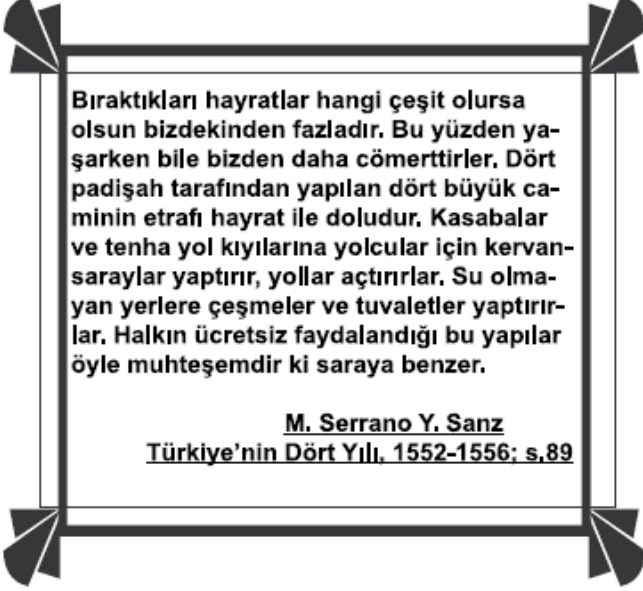 Bıraktıkları hayratlar hangi çeşit olursa
olsun bizdekinden fazladır. Bu yüzden ya-
şarken bile bizden daha cömerttirler. Dört
padişah tarafından yapılan dört büyük ca-
minin etrafı hayrat ile doludur. Kasabalar
ve tenha yol kıyılarına yolcular için kervan-
saraylar yaptırır, yollar açtırırlar. Su olma-
yan yerlere çeşmeler ve tuvaletler yaptırır-
lar. Halkın ücretsiz faydalandığı bu yapılar
öyle muhteşemdir ki saraya benzer.
M. Serrano Y. Sanz
Türkiye'nin Dört Yılı, 1552-1556; s.89